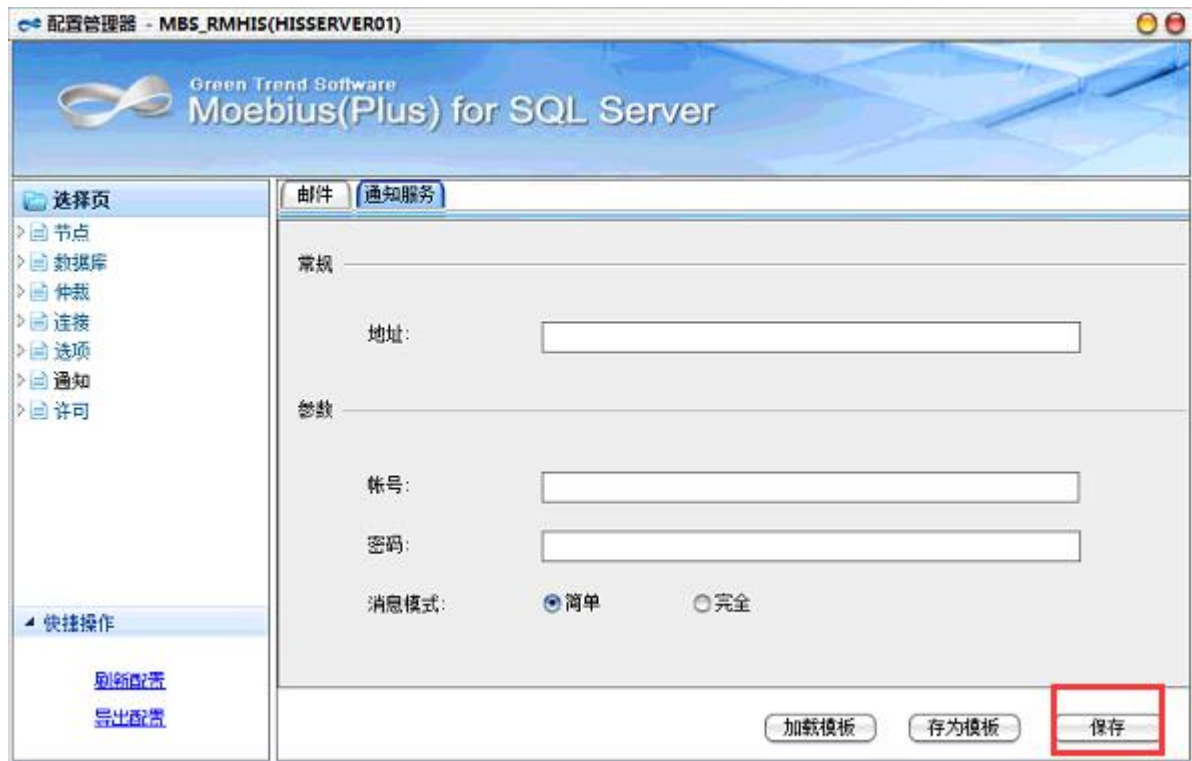 配置管理器 - MBS_RMHIS(HISSERVER01)
Green Trend Software
Moebius(Plus) for SQL Server
选择页
节点
数据库
仲裁
连接
选项
通知
许可
快捷操作
刷新配置
导出配置
邮件 通知服务
常规
地址:
参数
帐号:
密码:
消息模式: 简单 完全
加载模板 存为模板 保存